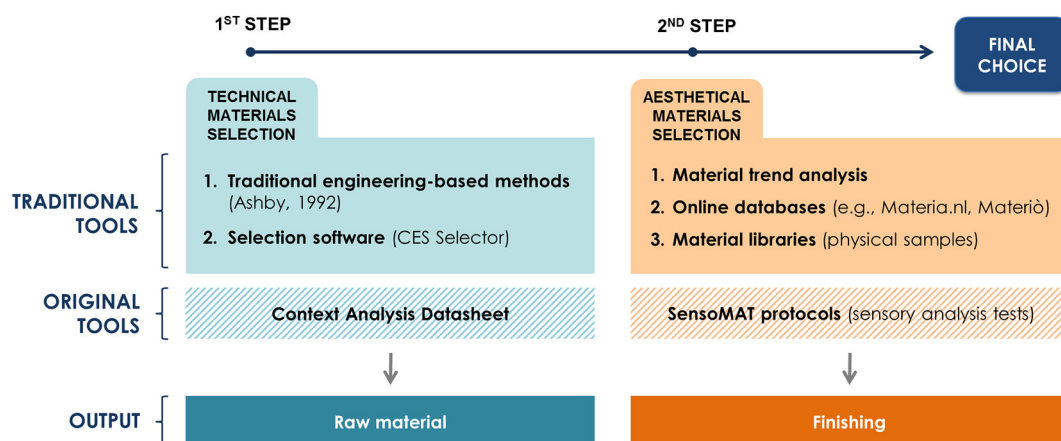 1ST STEP
2ND STEP
FINAL
CHOICE
TECHNICAL
MATERIALS
SELECTION
AESTHETICAL
MATERIALS
SELECTION
TRADITIONAL
TOOLS
1. Traditional engineering-based methods
(Ashby, 1992)
2. Selection software (CES Selector)
1. Material trend analysis
2. Online databases (e.g., Materia.nl, Materiò)
3. Material libraries (physical samples)
ORIGINAL
TOOLS
Context Analysis Datasheet
SensoMAT protocols (sensory analysis tests)
OUTPUT
Raw material
Finishing